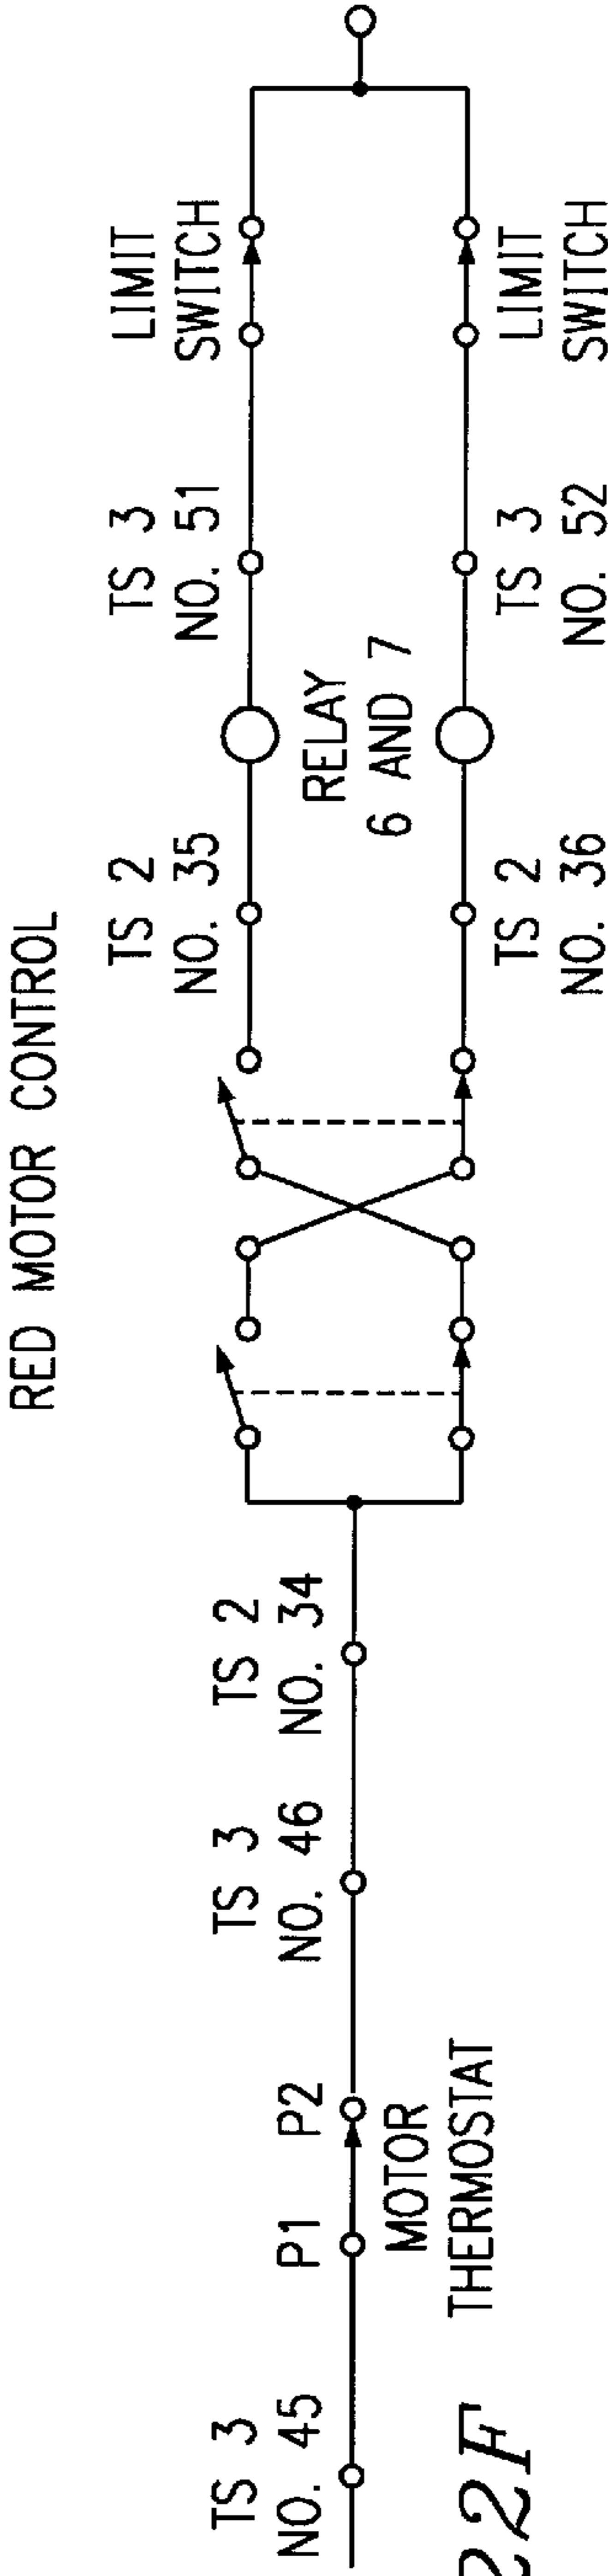 RED MOTOR CONTROL
TS 3
NO. 45
P1
P2
MOTOR
THERMOSTAT
TS 3
NO. 46
TS 2
NO. 34
TS 2
NO. 35
TS 2
NO. 36
RELAY
6 AND 7
TS 3
NO. 51
TS 3
NO. 52
LIMIT
SWITCH
LIMIT
SWITCH
22F